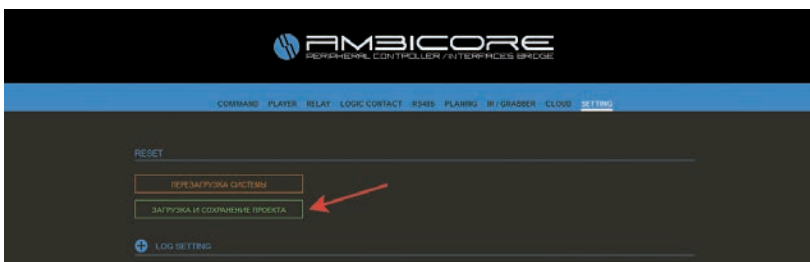 AMBICORE
PERIPHERAL CONTROLLER / INTERFACES BRIDGE
COMMAND PLAYER RELAY LOGIC CONTACT RS485 PLANING IR / GRABBER CLOUD SETTING
RESET
ПЕРЕЗАГРУЗКА СИСТЕМЫ
ЗАГРУЗКА И СОХРАНЕНИЕ ПРОЕКТА
LOG SETTING